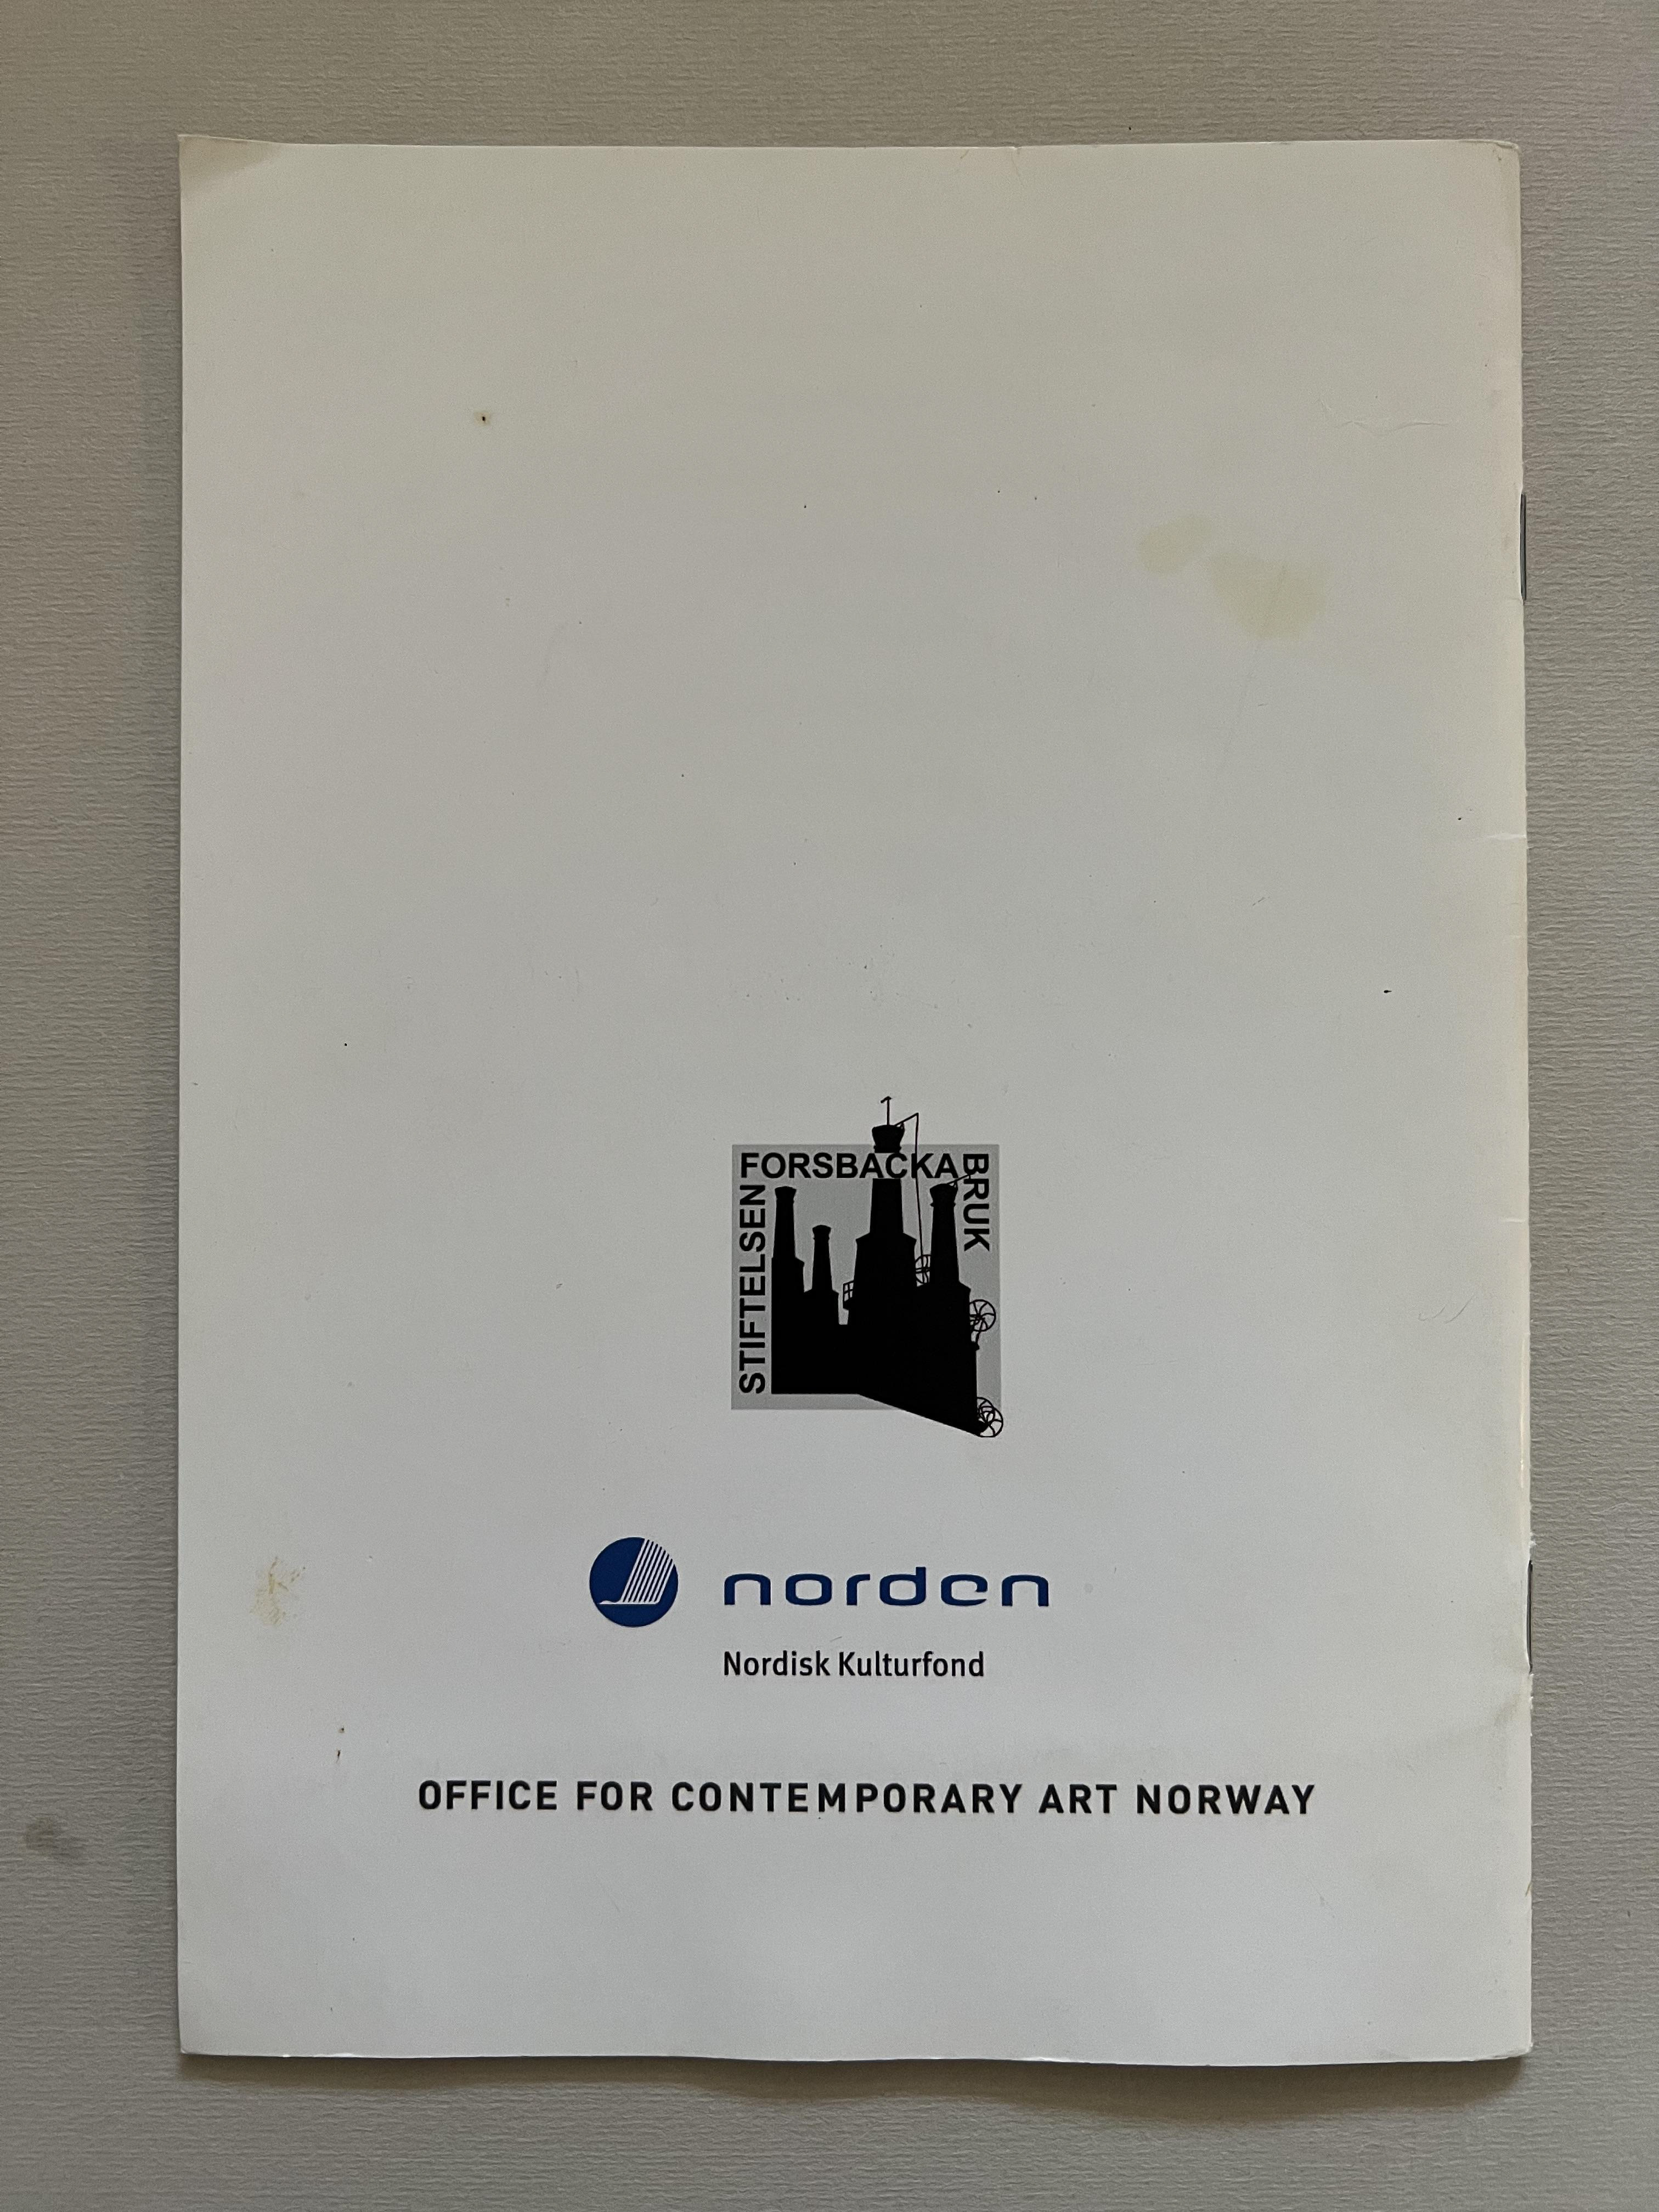 STIFTELSEN
FORSBACKA
BRUK
norden
Nordisk Kulturfond
OFFICE FOR CONTEMPORARY ART NORWAY